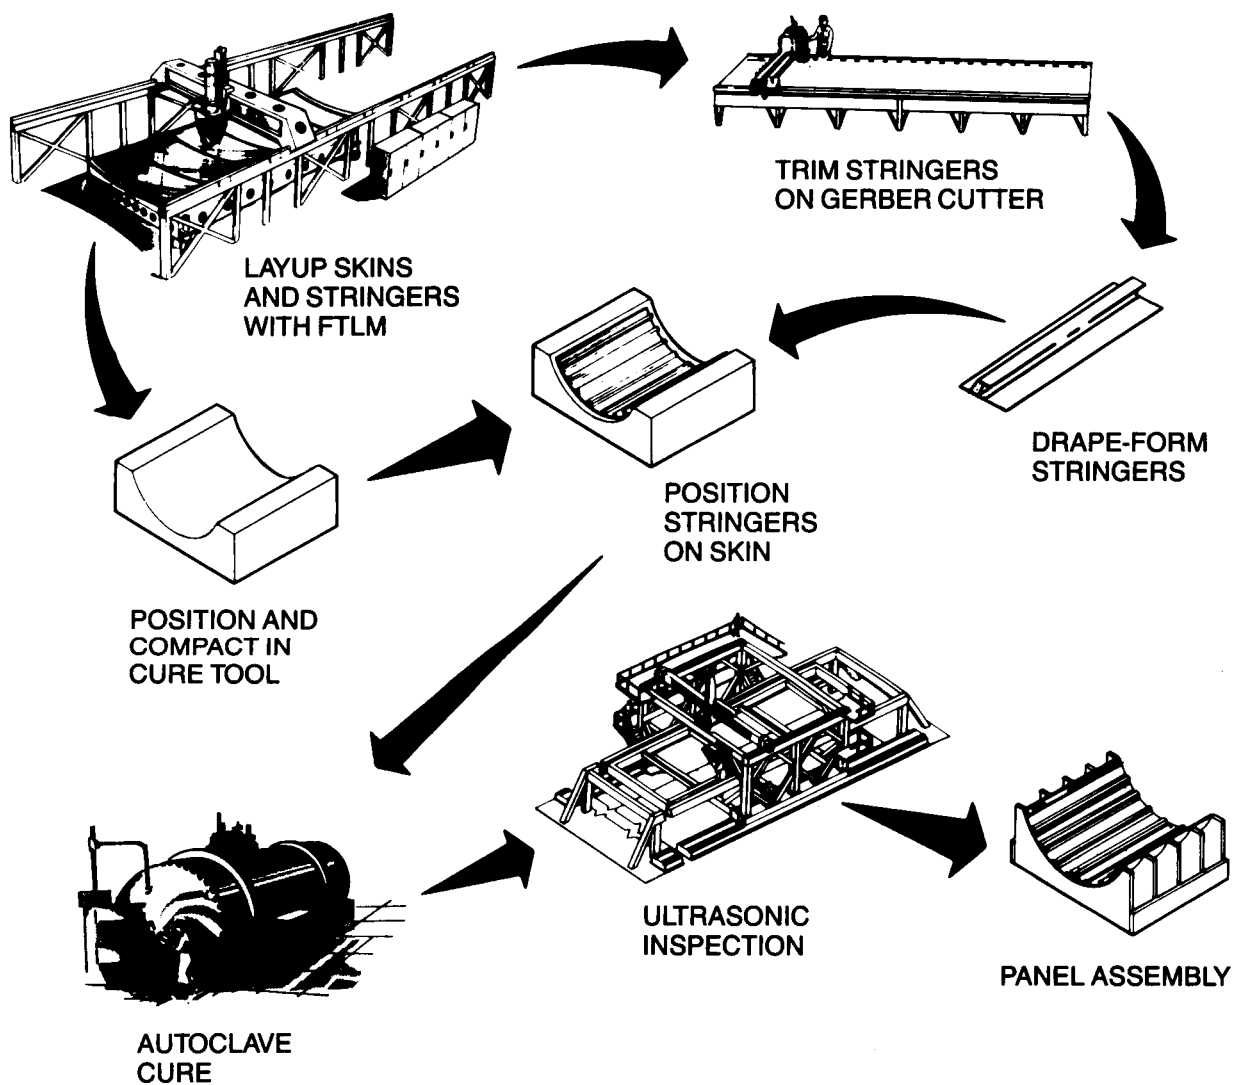 LAYUP SKINS
AND STRINGERS
WITH FTLM
TRIM STRINGERS
ON GERBER CUTTER
DRAPE-FORM
STRINGERS
POSITION
STRINGERS
ON SKIN
POSITION AND
COMPACT IN
CURE TOOL
ULTRASONIC
INSPECTION
PANEL ASSEMBLY
AUTOCLAVE
CURE